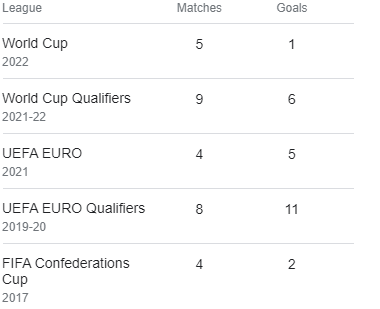 League Matches Goals
World Cup 5 1
2022
World Cup Qualifiers 9 6
2021-22
UEFA EURO 4 5
2021
UEFA EURO Qualifiers 8 11
2019-20
FIFA Confederations 4 2
Cup
2017